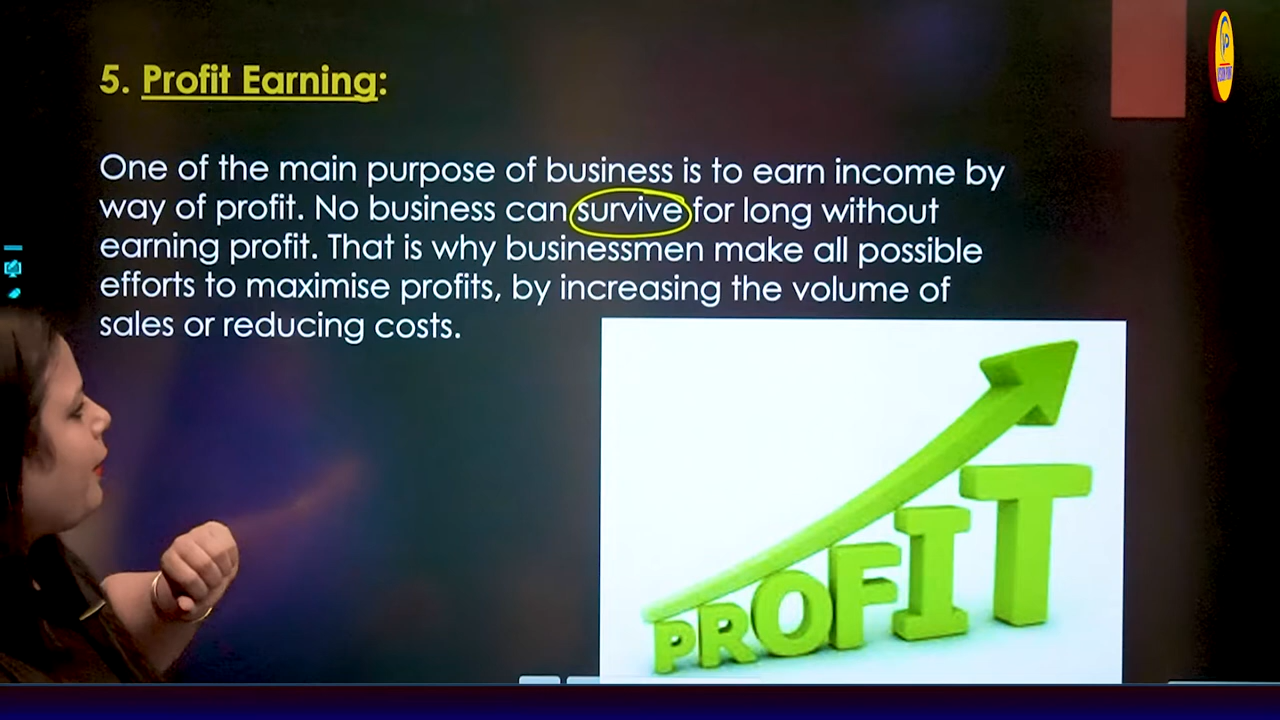 5. Profit Earning:
One of the main purpose of business is to earn income by
way of profit. No business can survive for long without
earning profit. That is why businessmen make all possible
efforts to maximise profits, by increasing the volume of
sales or reducing costs.
PROFIT